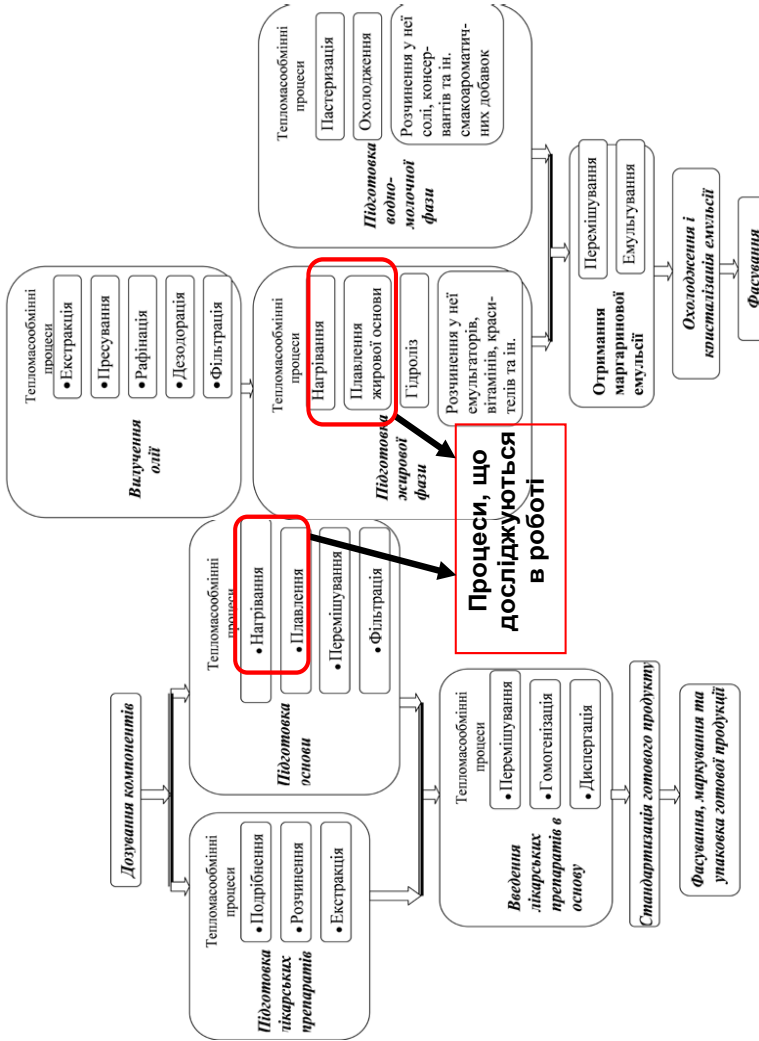 Дозування компонентів
Тепломасообмінні
процеси
• Подрібнення
• Розчинення
• Екстракція
Підготовка
лікарських
препаратів
Тепломасообмінні
процеси
• Нагрівання
• Плавлення
• Перемішування
• Фільтрація
Підготовка
основи
Тепломасообмінні
процеси
• Перемішування
• Гомогенізація
• Диспергація
Введення
лікарських
препаратів в
основу
Стандартизація готового продукту
Фасування, маркування та
упаковка готової продукції
Процеси, що
досліджуються
в роботі
Тепломасообмінні
процеси
• Екстракція
• Пресування
• Рафінація
• Дезодорація
• Фільтрація
Вилучення
олії
Тепломасообмінні
процеси
Нагрівання
Плавлення
жирової основи
Гідроліз
Розчинення у неї
емульгаторів,
вітамінів, краси-
телів та ін.
Підготовка
жирової
фази
Тепломасообмінні
процеси
Пастеризація
Охолодження
Розчинення у неї
солі, консер-
вантів та ін.
смакоароматич-
них добавок
Підготовка
водно-
молочної
фази
Перемішування
Емульгування
Отримання
маргаринової
емульсії
Охолодження і
кристалізація емульсії
Фасування